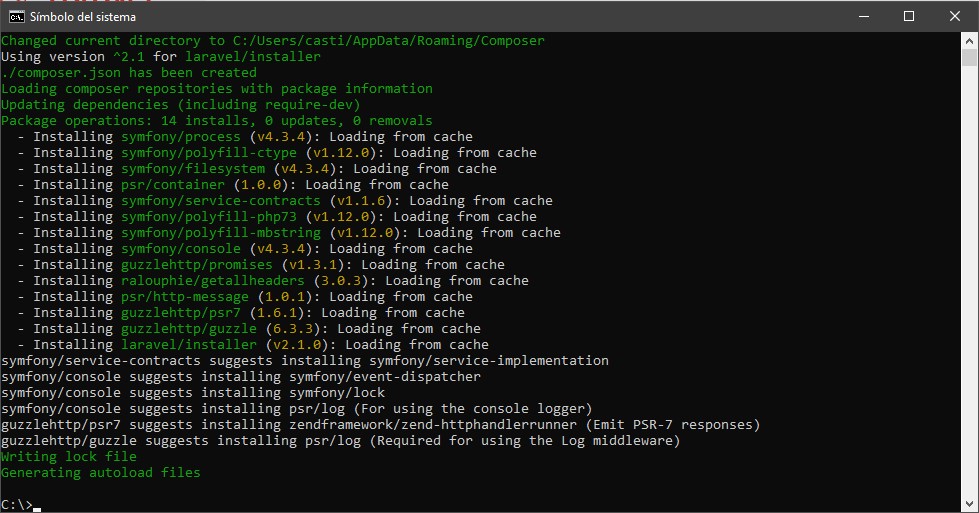 Símbolo del sistema
Changed current directory to C:/Users/casti/AppData/Roaming/Composer
Using version ^2.1 for laravel/installer
./composer.json has been created
Loading composer repositories with package information
Updating dependencies (including require-dev)
Package operations: 14 installs, 0 updates, 0 removals
  - Installing symfony/process (v4.3.4): Loading from cache
  - Installing symfony/polyfill-ctype (v1.12.0): Loading from cache
  - Installing symfony/filesystem (v4.3.4): Loading from cache
  - Installing psr/container (1.0.0): Loading from cache
  - Installing symfony/service-contracts (v1.1.6): Loading from cache
  - Installing symfony/polyfill-php73 (v1.12.0): Loading from cache
  - Installing symfony/polyfill-mbstring (v1.12.0): Loading from cache
  - Installing symfony/console (v4.3.4): Loading from cache
  - Installing guzzlehttp/promises (v1.3.1): Loading from cache
  - Installing ralouphie/getallheaders (3.0.3): Loading from cache
  - Installing psr/http-message (1.0.1): Loading from cache
  - Installing guzzlehttp/psr7 (1.6.1): Loading from cache
  - Installing guzzlehttp/guzzle (6.3.3): Loading from cache
  - Installing laravel/installer (v2.1.0): Loading from cache
symfony/service-contracts suggests installing symfony/service-implementation
symfony/console suggests installing symfony/event-dispatcher
symfony/console suggests installing symfony/lock
symfony/console suggests installing psr/log (For using the console logger)
guzzlehttp/psr7 suggests installing zendframework/zend-httphandlerrunner (Emit PSR-7 responses)
guzzlehttp/guzzle suggests installing psr/log (Required for using the Log middleware)
Writing lock file
Generating autoload files
C:\>